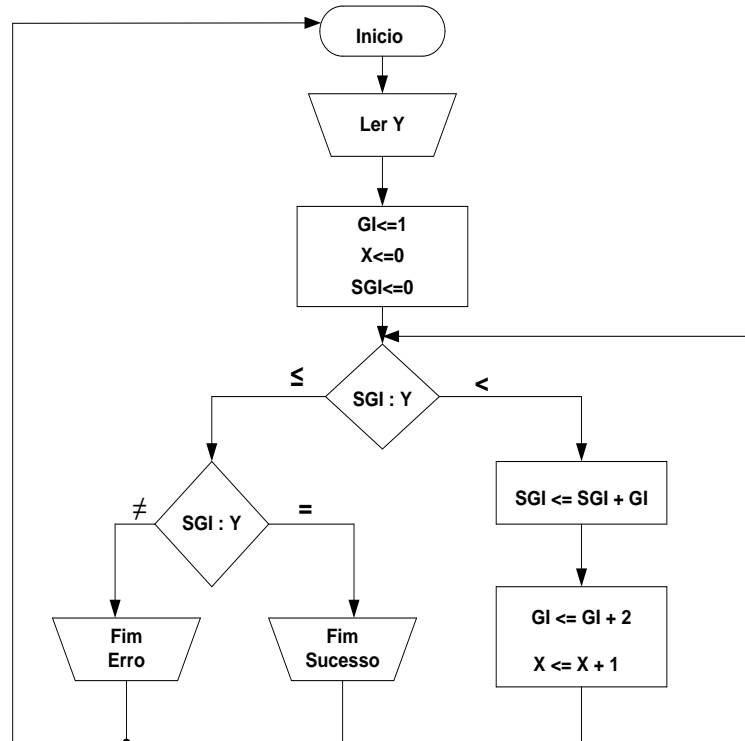 Inicio
Ler Y
GI<=1
X<=0
SGI<=0
≤
SGI : Y
<
≠
SGI : Y
=
SGI <= SGI + GI
GI <= GI + 2
X <= X + 1
Fim
Erro
Fim
Sucesso